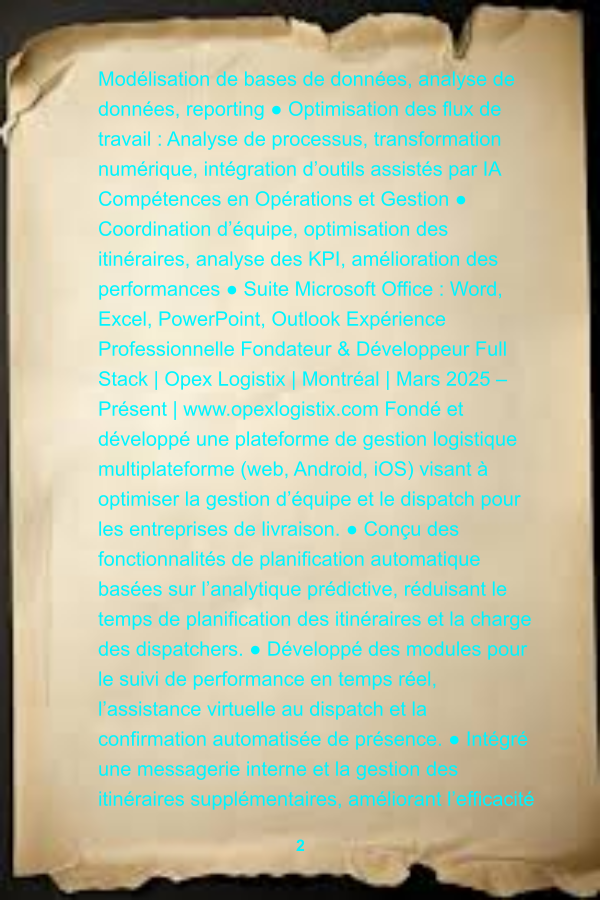 Modélisation de bases de données, analyse de
données, reporting ● Optimisation des flux de
travail : Analyse de processus, transformation
numérique, intégration d’outils assistés par IA
Compétences en Opérations et Gestion ●
Coordination d’équipe, optimisation des
itinéraires, analyse des KPI, amélioration des
performances ● Suite Microsoft Office : Word,
Excel, PowerPoint, Outlook Expérience
Professionnelle Fondateur & Développeur Full
Stack | Opex Logistix | Montréal | Mars 2025 –
Présent | www.opexlogistix.com Fondé et
développé une plateforme de gestion logistique
multiplateforme (web, Android, iOS) visant à
optimiser la gestion d’équipe et le dispatch pour
les entreprises de livraison. ● Conçu des
fonctionnalités de planification automatique
basées sur l’analytique prédictive, réduisant le
temps de planification des itinéraires et la charge
des dispatchers. ● Développé des modules pour
le suivi de performance en temps réel,
l’assistance virtuelle au dispatch et la
confirmation automatisée de présence. ● Intégré
une messagerie interne et la gestion des
itinéraires supplémentaires, améliorant l’efficacité
2